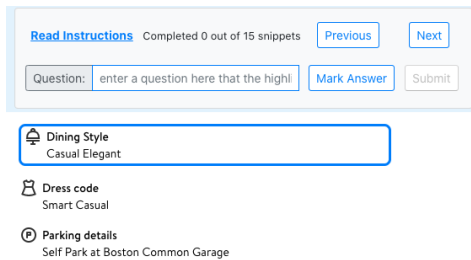 Read Instructions Completed 0 out of 15 snippets Previous Next
Question: enter a question here that the highli Mark Answer Submit
Dining Style
Casual Elegant
Dress code
Smart Casual
P Parking details
Self Park at Boston Common Garage